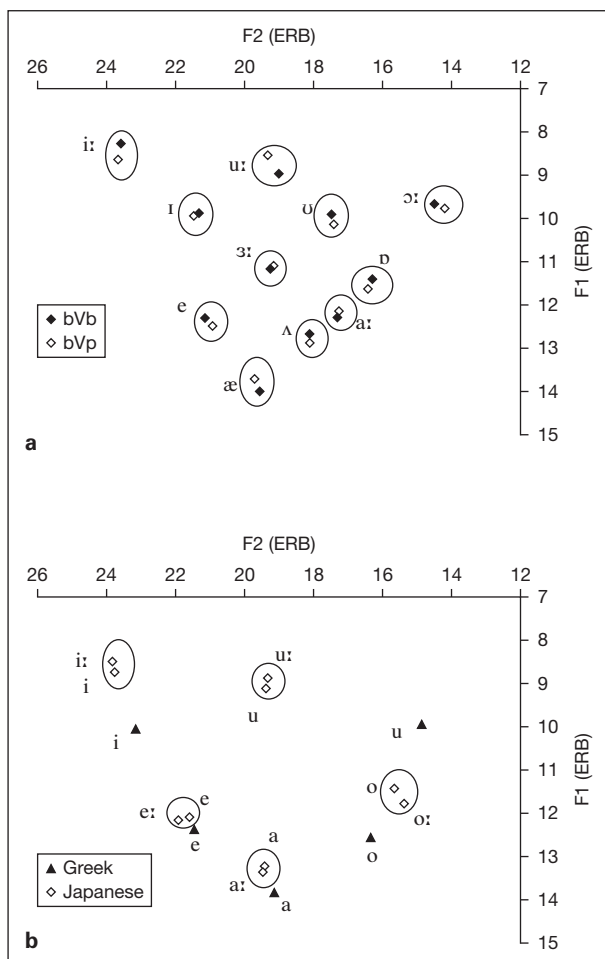 F2 (ERB)
26 24 22 20 18 16 14 12
7
8
iː
uː
9
ɪ
ʊ
ɔː
10
ɜː
11
F1 (ERB)
ɒ
e
12
aː
◆ bVb
◇ bVp
ʌ
13
æ
14
a
15
F2 (ERB)
26 24 22 20 18 16 14 12
7
8
iː
uː
i
9
u
u
10
i
11
F1 (ERB)
o
e
eː
oː
12
e
o
a
13
▲ Greek
◇ Japanese
aː
a
14
b
15